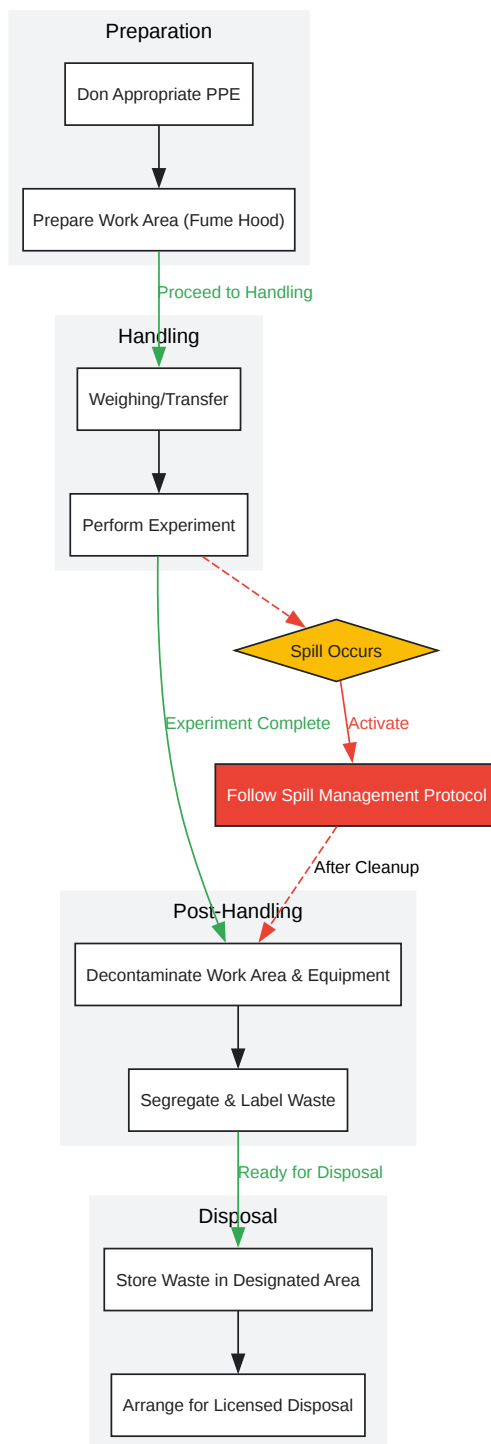 Preparation
Don Appropriate PPE
Prepare Work Area (Fume Hood)
Proceed to Handling
Handling
Weighing/Transfer
Perform Experiment
Spill Occurs
Experiment Complete
Activate
Follow Spill Management Protocol
After Cleanup
Post-Handling
Decontaminate Work Area & Equipment
Segregate & Label Waste
Ready for Disposal
Disposal
Store Waste in Designated Area
Arrange for Licensed Disposal